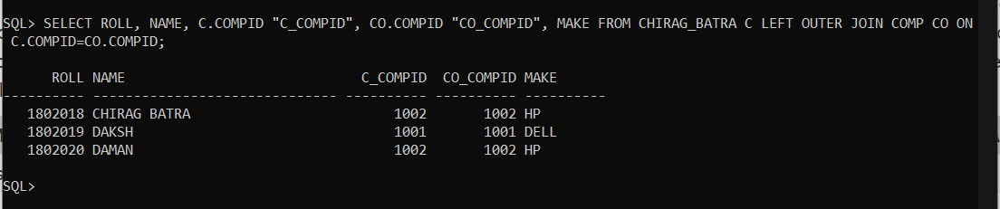 SQL> SELECT ROLL, NAME, C.COMPID "C_COMPID", CO.COMPID "CO_COMPID", MAKE FROM CHIRAG_BATRA C LEFT OUTER JOIN COMP CO ON
C.COMPID=CO.COMPID;
ROLL NAME C_COMPID CO_COMPID MAKE
---------- ------------------------------ ---------- ---------- ----------
1802018 CHIRAG BATRA 1002 1002 HP
1802019 DAKSH 1001 1001 DELL
1802020 DAMAN 1002 1002 HP
SQL>